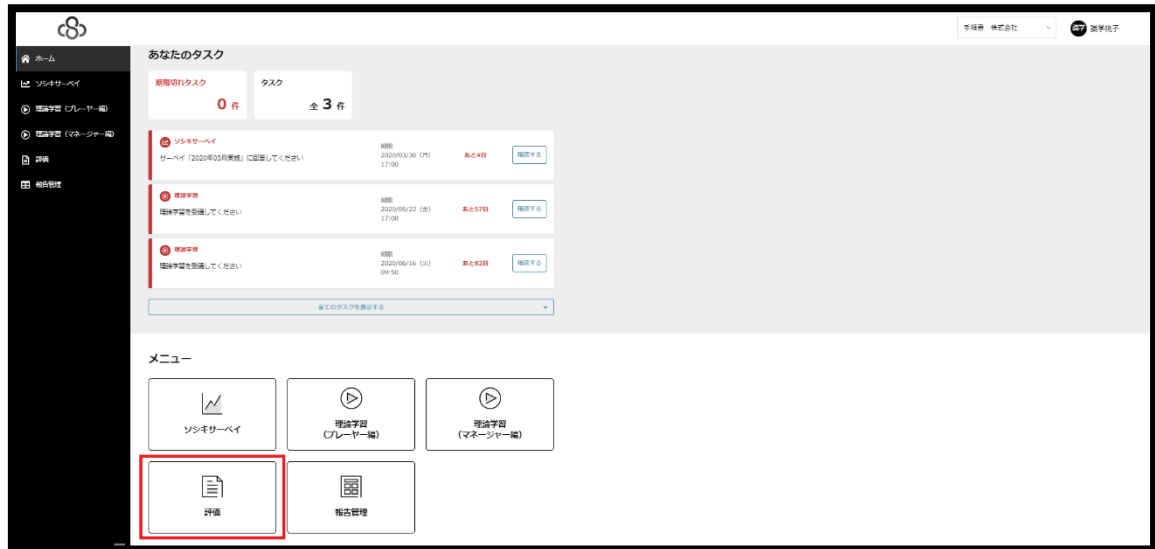 手順書 株式会社
識学桃子
ホーム
ソシキサーベイ
理論学習（プレーヤー編）
理論学習（マネージャー編）
評価
報告管理
あなたのタスク
期限切れタスク
0 件
タスク
全 3 件
ソシキサーベイ
サーベイ「2020年03月実施」に回答してください
期限
2020/03/30（月）
17:00
あと4日
確認する
理論学習
理論学習を受講してください
期限
2020/05/22（金）
17:00
あと57日
確認する
理論学習
理論学習を受講してください
期限
2020/06/16（火）
09:50
あと82日
確認する
全てのタスクを表示する
メニュー
ソシキサーベイ
理論学習
（プレーヤー編）
理論学習
（マネージャー編）
評価
報告管理